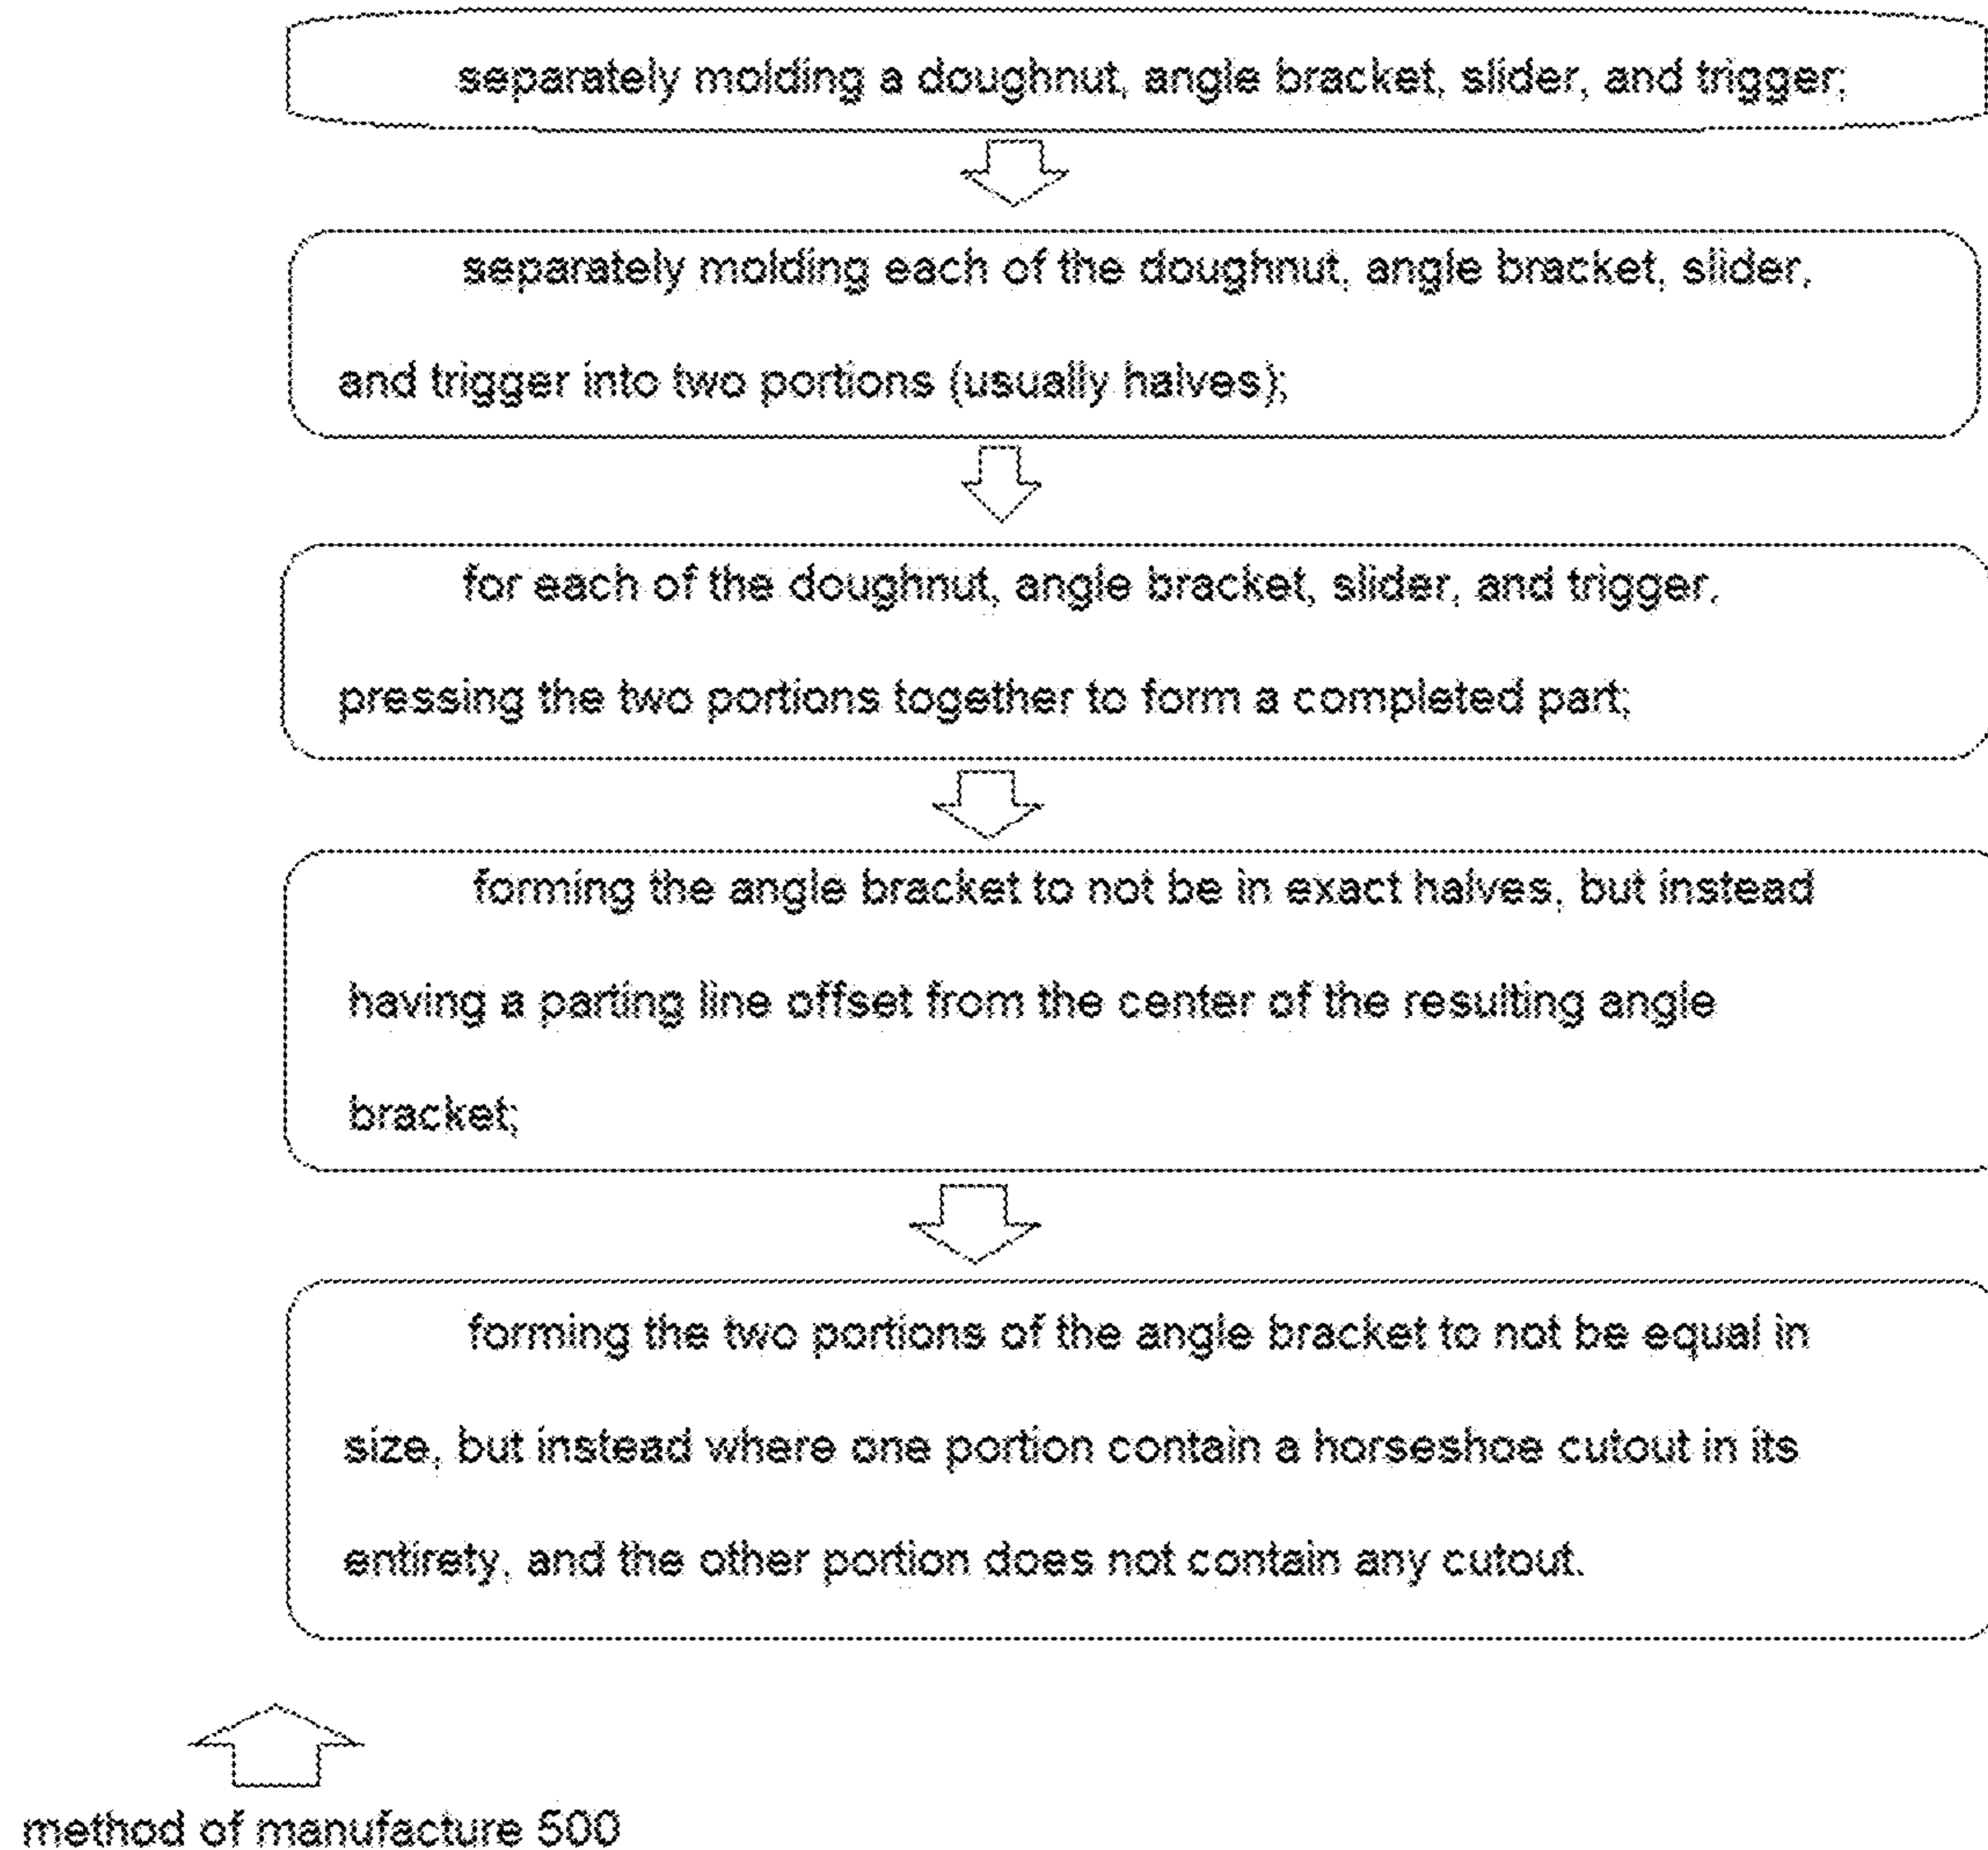 separately molding a doughnut, angle bracket, slider, and trigger;
separately molding each of the doughnut, angle bracket, slider,
and trigger into two portions (usually halves);
for each of the doughnut, angle bracket, slider, and trigger,
pressing the two portions together to form a completed part;
forming the angle bracket to not be in exact halves, but instead
having a parting line offset from the center of the resulting angle
bracket;
forming the two portions of the angle bracket to not be equal in
size, but instead where one portion contain a horseshoe cutout in its
entirety, and the other portion does not contain any cutout.
method of manufacture 500